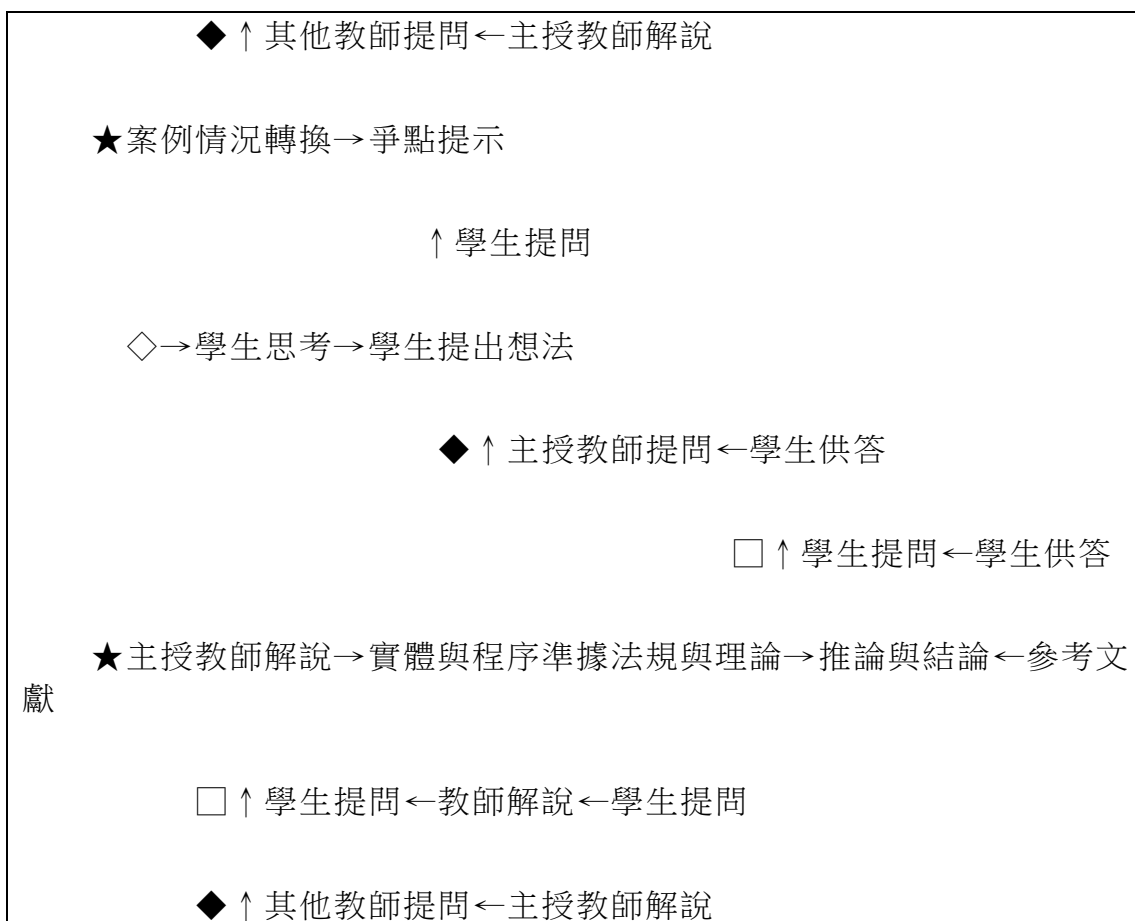 ◆↑其他教師提問←主授教師解說
★案例情況轉換→爭點提示
↑學生提問
◇→學生思考→學生提出想法
◆↑主授教師提問←學生供答
□↑學生提問←學生供答
★主授教師解說→實體與程序準據法規與理論→推論與結論←參考文
獻
□↑學生提問←教師解說←學生提問
◆↑其他教師提問←主授教師解說